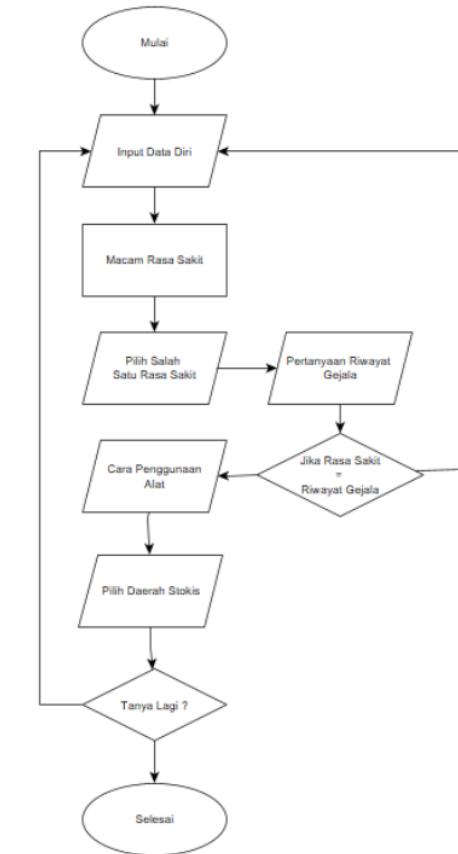 Mulai
Input Data Diri
Macam Rasa Sakit
Pilih Salah
Satu Rasa Sakit
Pertanyaan Riwayat
Gejala
Jika Rasa Sakit
=
Riwayat Gejala
Cara Penggunaan
Alat
Pilih Daerah Stokis
Tanya Lagi ?
Selesai